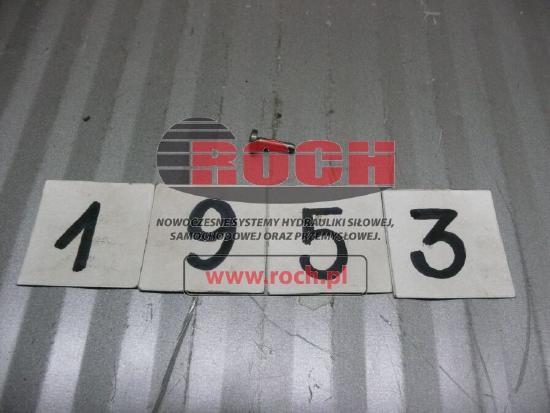 ROCH
NOWOCZESNE SYSTEMY HYDRAULIKI SIŁOWEJ,
SAMOCHODOWEJ ORAZ PRZEMYSŁOWEJ.
1 9 5 3
www.roch.pl